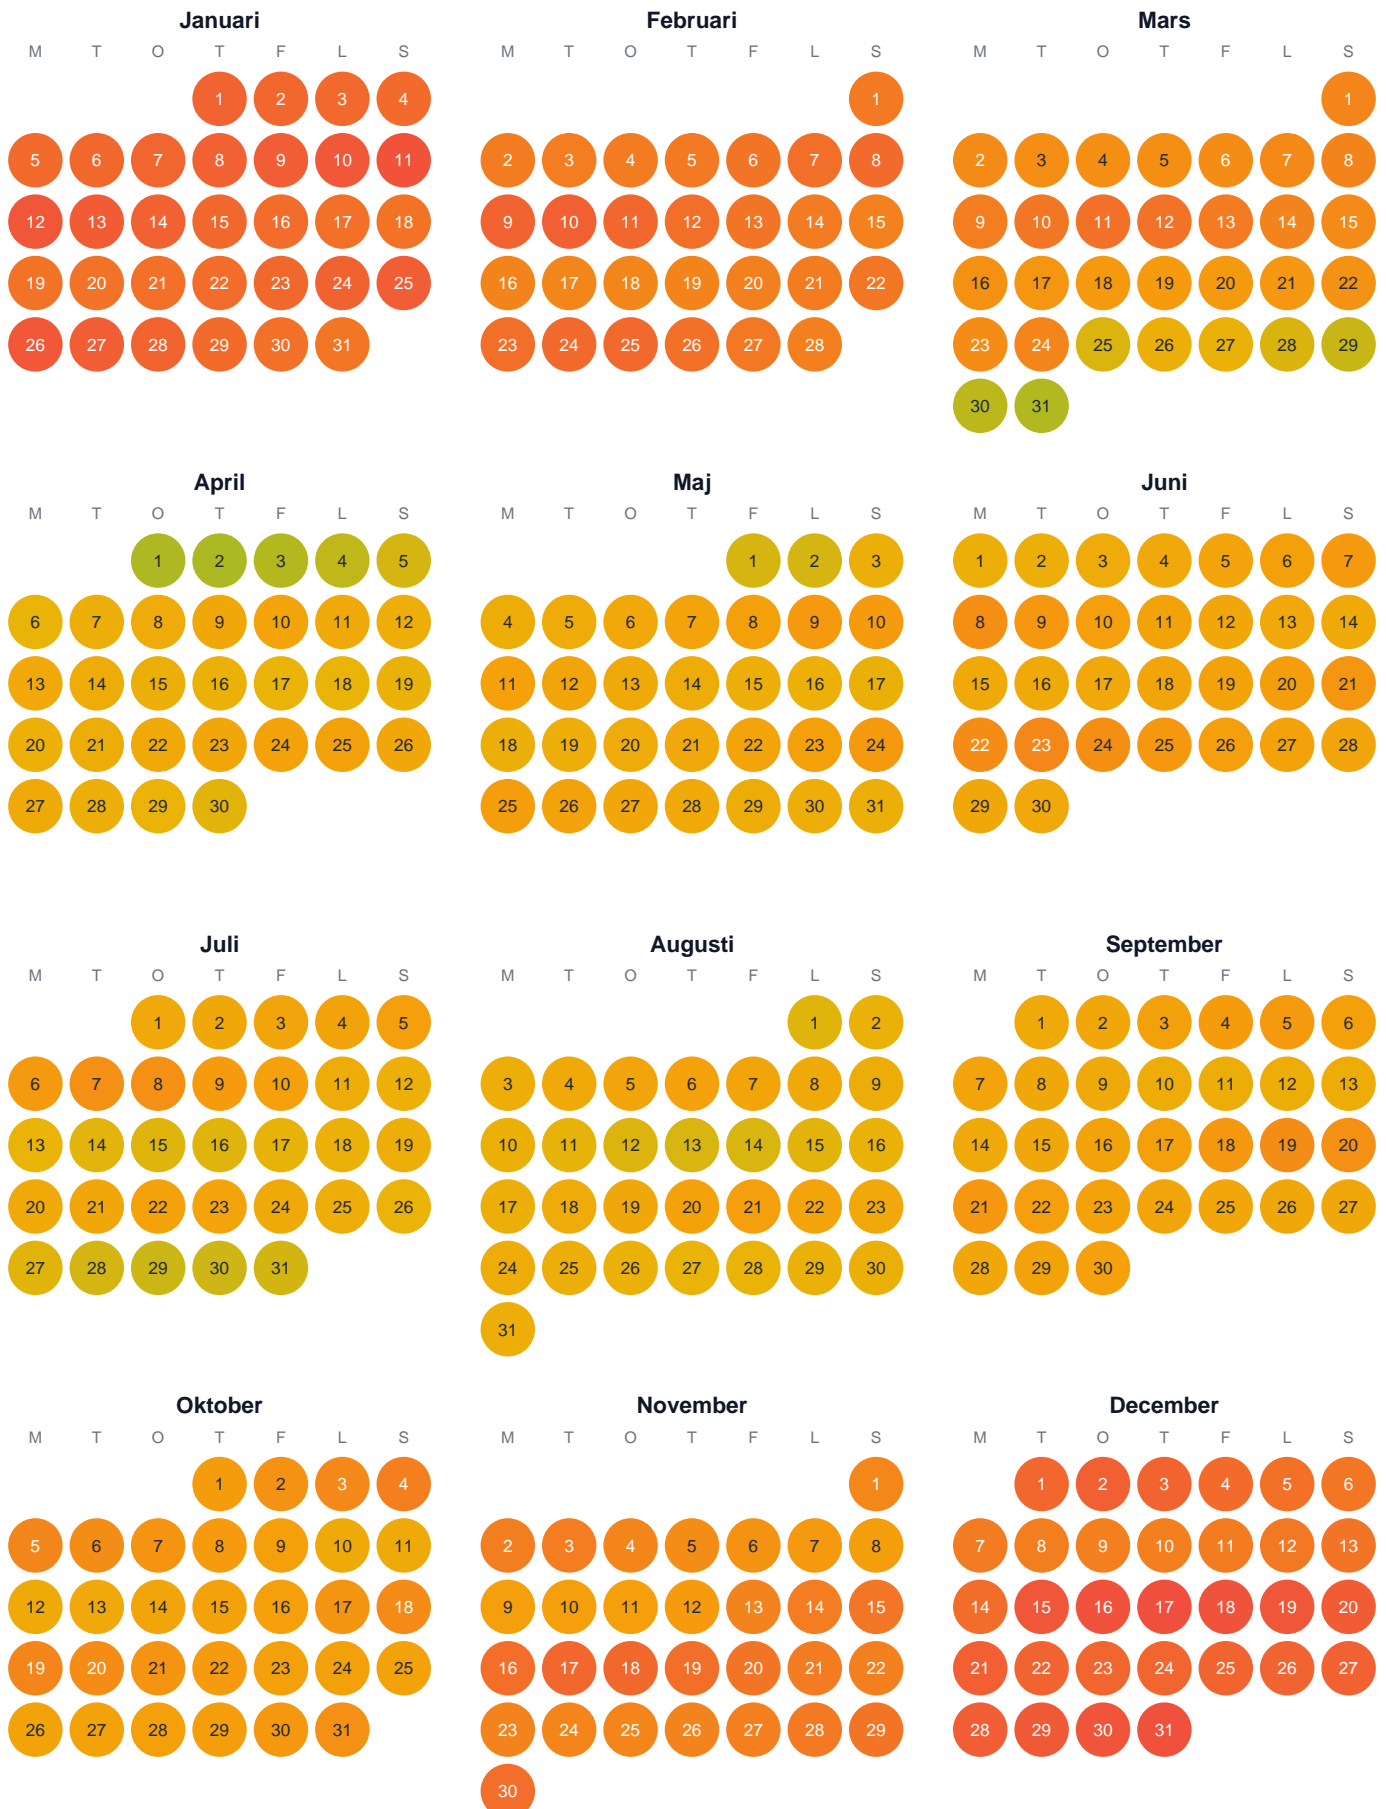 Januari Februari Mars
M T O T F L S M T O T F L S M T O T F L S
1 2 3 4 1 1
5 6 7 8 9 10 11 2 3 4 5 6 7 8 2 3 4 5 6 7 8
12 13 14 15 16 17 18 9 10 11 12 13 14 15 9 10 11 12 13 14 15
19 20 21 22 23 24 25 16 17 18 19 20 21 22 16 17 18 19 20 21 22
26 27 28 29 30 31 23 24 25 26 27 28 23 24 25 26 27 28 29
30 31
April Maj Juni
M T O T F L S M T O T F L S M T O T F L S
1 2 3 4 5 1 2 3 1 2 3 4 5 6 7
6 7 8 9 10 11 12 4 5 6 7 8 9 10 8 9 10 11 12 13 14
13 14 15 16 17 18 19 11 12 13 14 15 16 17 15 16 17 18 19 20 21
20 21 22 23 24 25 26 18 19 20 21 22 23 24 22 23 24 25 26 27 28
27 28 29 30 25 26 27 28 29 30 31 29 30
Juli Augusti September
M T O T F L S M T O T F L S M T O T F L S
1 2 3 4 5 1 2 1 2 3 4 5 6
6 7 8 9 10 11 12 3 4 5 6 7 8 9 7 8 9 10 11 12 13
13 14 15 16 17 18 19 10 11 12 13 14 15 16 14 15 16 17 18 19 20
20 21 22 23 24 25 26 17 18 19 20 21 22 23 21 22 23 24 25 26 27
27 28 29 30 31 24 25 26 27 28 29 30 28 29 30
31
Oktober November December
M T O T F L S M T O T F L S M T O T F L S
1 2 3 4 1 1 2 3 4 5 6
5 6 7 8 9 10 11 2 3 4 5 6 7 8 7 8 9 10 11 12 13
12 13 14 15 16 17 18 9 10 11 12 13 14 15 14 15 16 17 18 19 20
19 20 21 22 23 24 25 16 17 18 19 20 21 22 21 22 23 24 25 26 27
26 27 28 29 30 31 23 24 25 26 27 28 29 28 29 30 31
30